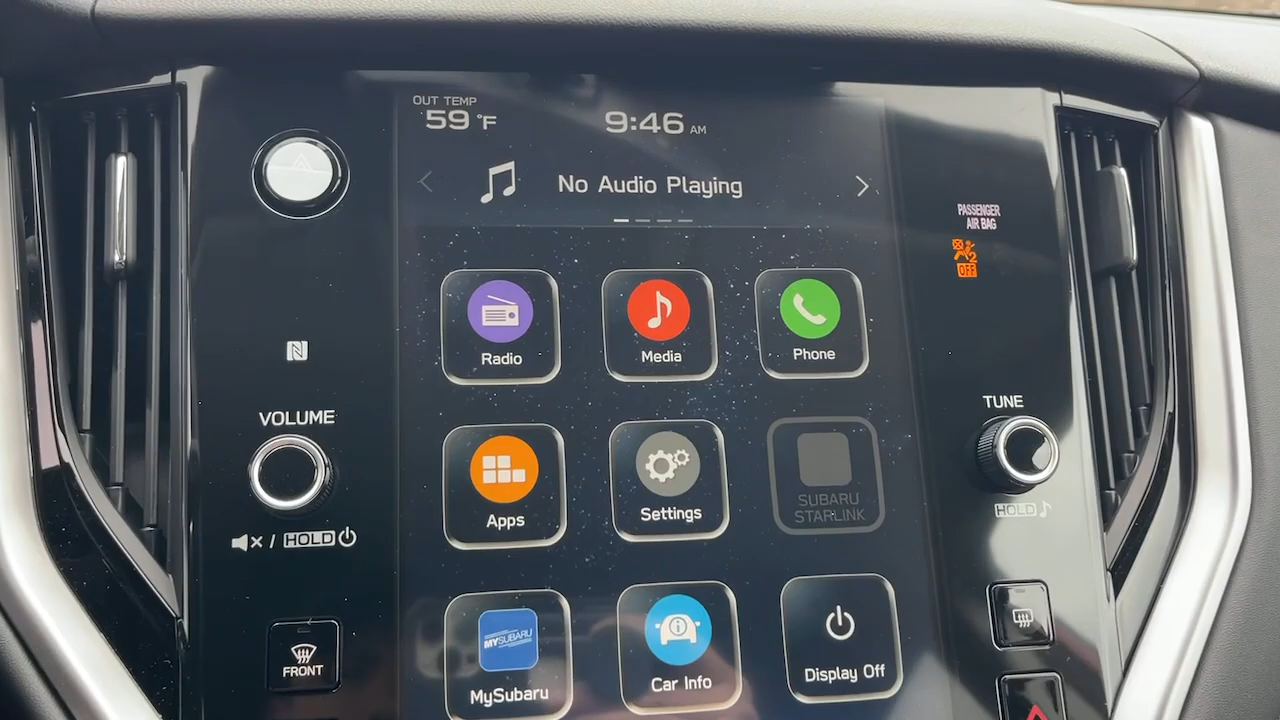 OUT TEMP
59 °F
9:46 AM
No Audio Playing
PASSENGER
AIR BAG
2
OFF
Radio
Media
Phone
VOLUME
TUNE
HOLD
Apps
Settings
SUBARU
STARLINK
/ HOLD
FRONT
MYSUBARU
MySubaru
Car Info
Display Off